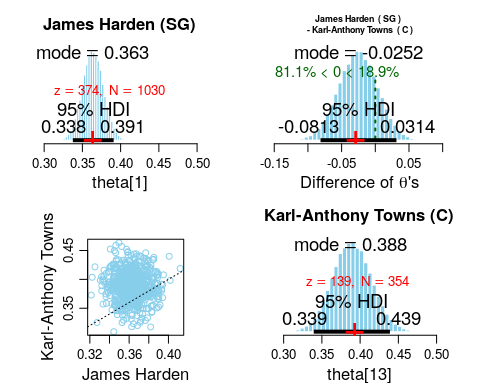 James Harden (SG)
mode = 0.363
z = 374, N = 1030
95% HDI
0.338 0.391
0.30 0.35 0.40 0.45 0.50
theta[1]
James Harden ( SG )
- Karl-Anthony Towns ( C )
mode = -0.0252
81.1% < 0 < 18.9%
95% HDI
-0.0813 0.0314
-0.15 -0.05 0.05
Difference of θ's
Karl-Anthony Towns
0.35 0.45
0.32 0.36 0.40
James Harden
Karl-Anthony Towns (C)
mode = 0.388
z = 139, N = 354
95% HDI
0.339 0.439
0.30 0.35 0.40 0.45 0.50
theta[13]